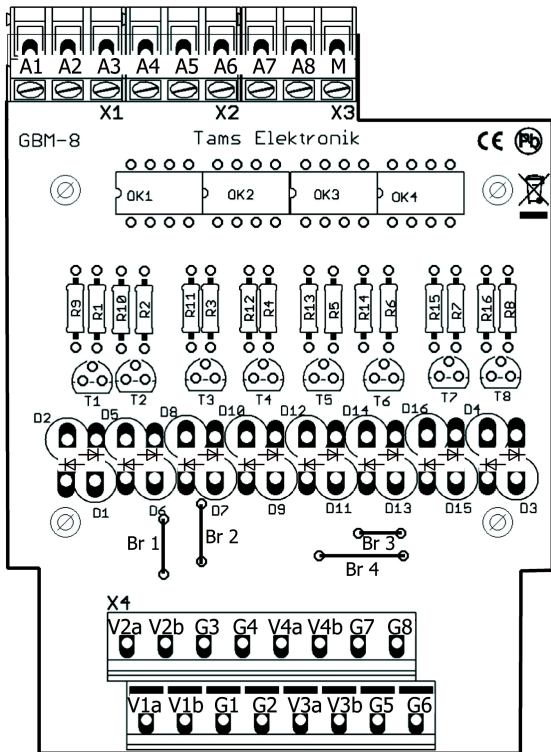 A1 A2 A3 A4 A5 A6 A7 A8 M
X1 X2 X3
GBM-8 Tams Elektronik CE Pb
OK1 OK2 OK3 OK4
R9 R1 R10 R2 R11 R3 R12 R4 R13 R5 R14 R6 R15 R7 R16 R8
T1 T2 T3 T4 T5 T6 T7 T8
D2 D5 D8 D10 D12 D14 D16 D4
D1 D6 D7 D9 D11 D13 D15 D3
Br 1 Br 2 Br 3
Br 4
X4
V2a V2b G3 G4 V4a V4b G7 G8
V1a V1b G1 G2 V3a V3b G5 G6